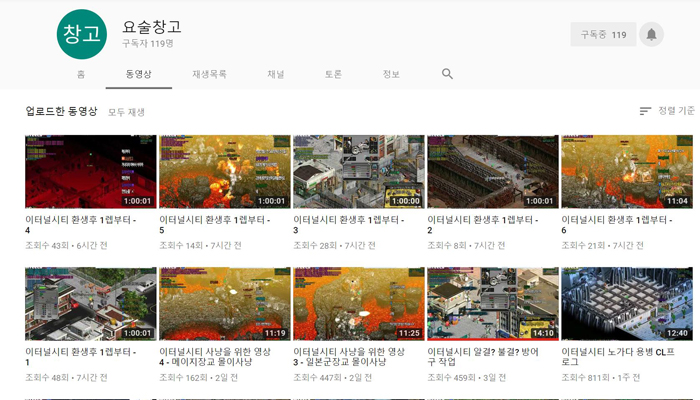 창고
요술창고
구독자 119명
구독중 119
홈
동영상
재생목록
채널
토론
정보
업로드한 동영상
모두 재생
정렬 기준
1:00:01
1:00:01
1:00:00
1:00:01
11:04
이터널시티 환생후 1렙부터 -
4
조회수 43회 • 6시간 전
이터널시티 환생후 1렙부터 -
5
조회수 14회 • 7시간 전
이터널시티 환생후 1렙부터 -
3
조회수 28회 • 7시간 전
이터널시티 환생후 1렙부터 -
2
조회수 8회 • 7시간 전
이터널시티 환생후 1렙부터 -
6
조회수 21회 • 7시간 전
1:00:01
11:19
11:25
14:10
12:40
이터널시티 환생후 1렙부터 -
1
조회수 48회 • 7시간 전
이터널시티 사냥을 위한 영상
4 - 메이지장교 몰이사냥
조회수 162회 • 2일 전
이터널시티 사냥을 위한 영상
3 - 일본군장교 몰이사냥
조회수 447회 • 2일 전
이터널시티 알결? 불결? 방어
구 작업
조회수 459회 • 3일 전
이터널시티 노가다 용병 CL프
로그
조회수 811회 • 1주 전